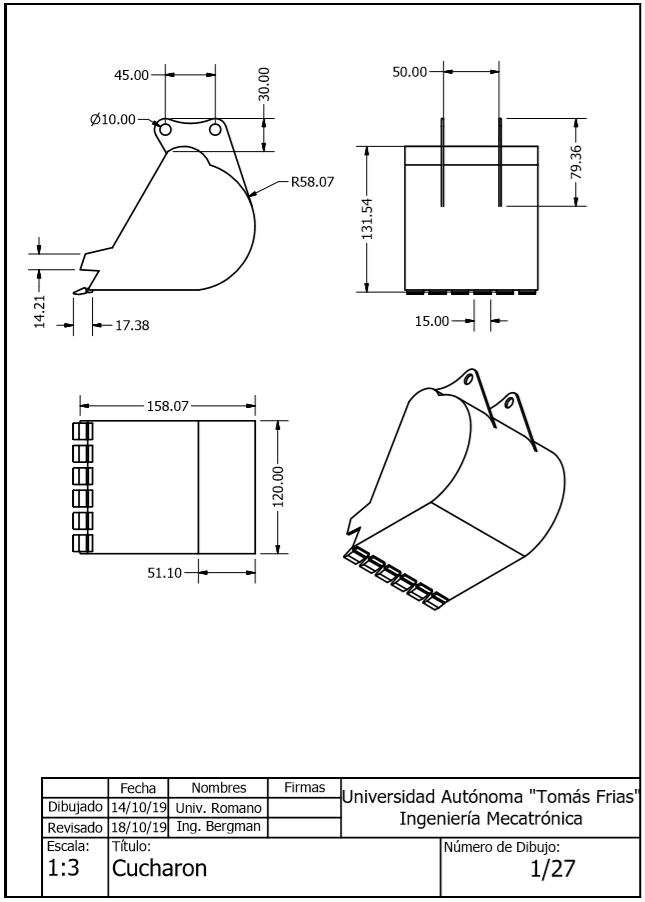 45.00
30.00
Ø10.00
R58.07
14.21
17.38
50.00
79.36
131.54
15.00
158.07
120.00
51.10
Fecha Nombres Firmas
Dibujado 14/10/19 Univ. Romano
Revisado 18/10/19 Ing. Bergman
Universidad Autónoma "Tomás Frias"
Ingeniería Mecatrónica
Escala:
1:3
Título:
Cucharon
Número de Dibujo:
1/27